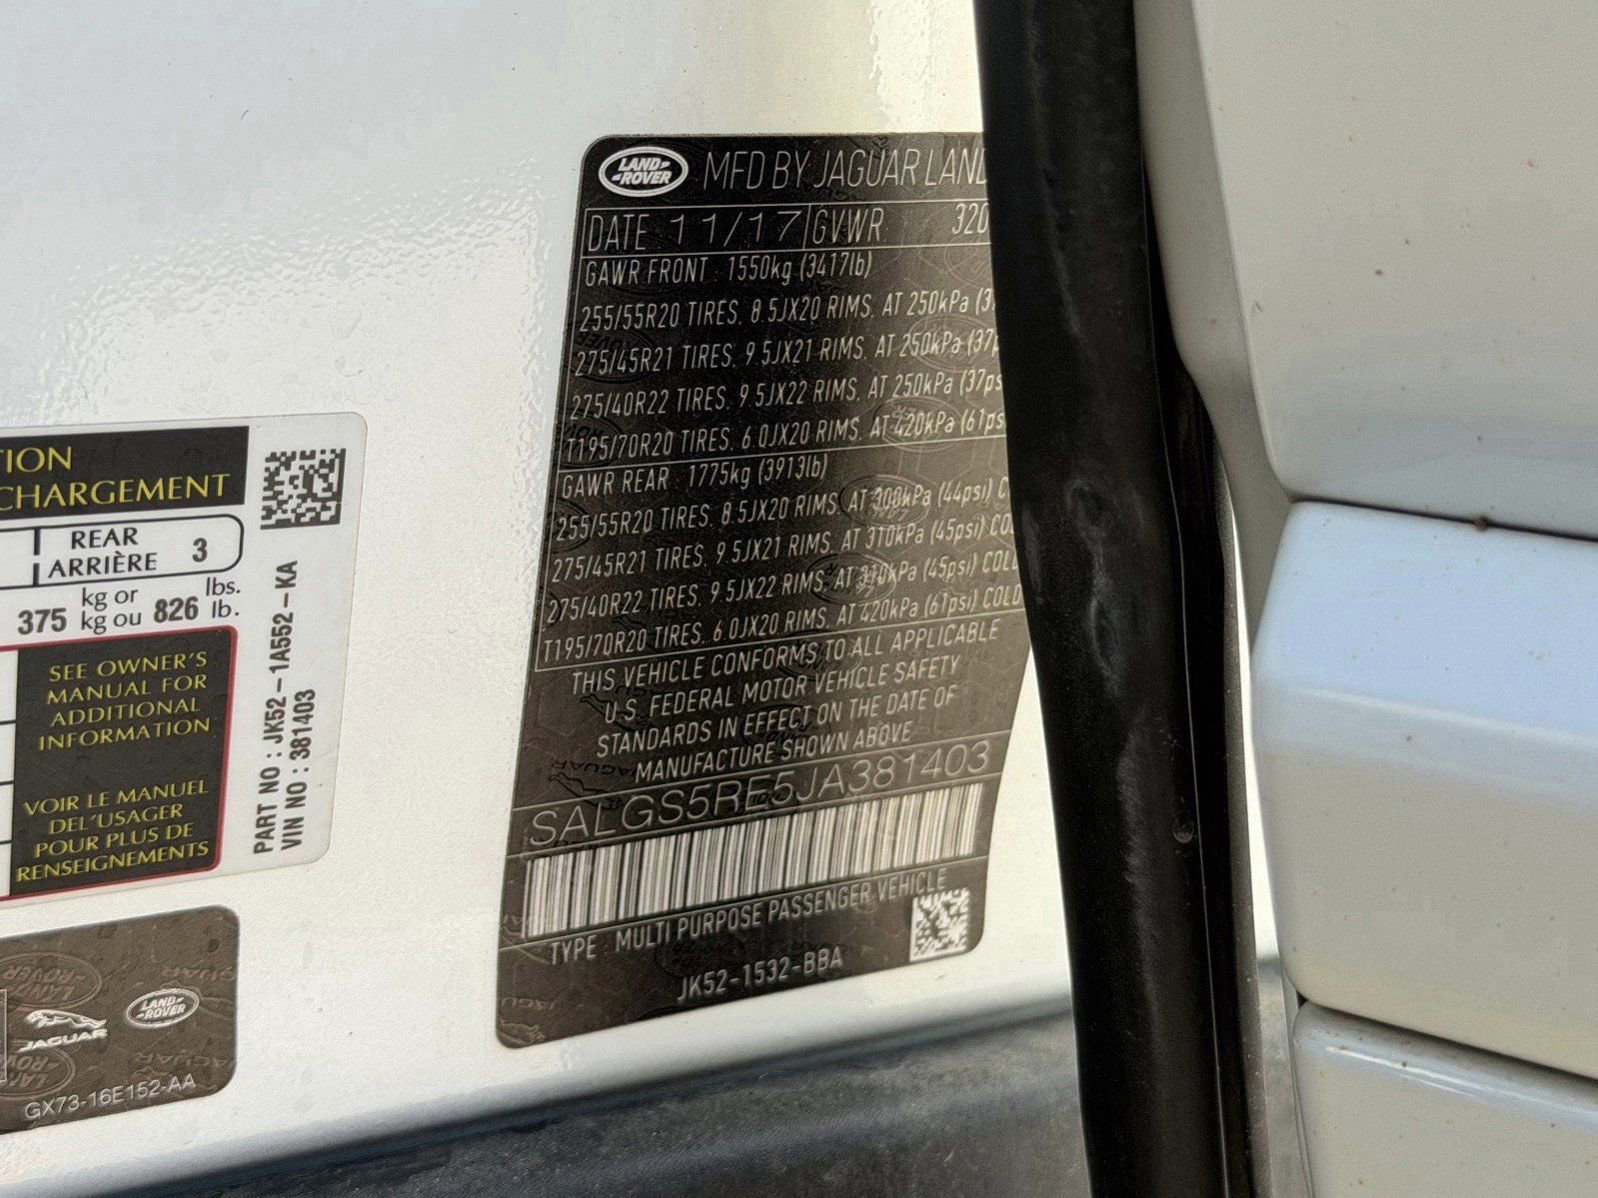 LAND-
-ROVER
MFD BY JAGUAR LAND
DATE 11/17 GVWR 320
GAWR FRONT : 1550kg (3417lb)
255/55R20 TIRES. 8.5JX20 RIMS. AT 250kPa (3
275/45R21 TIRES. 9.5JX21 RIMS. AT 250kPa (37p
275/40R22 TIRES. 9.5JX22 RIMS. AT 250kPa (37ps
T195/70R20 TIRES. 6.0JX20 RIMS. AT 420kPa (61ps
GAWR REAR : 1775kg (3913lb)
255/55R20 TIRES. 8.5JX20 RIMS. AT 300kPa (44psi) C
275/45R21 TIRES. 9.5JX21 RIMS. AT 310kPa (45psi) COL
275/40R22 TIRES. 9.5JX22 RIMS. AT 310kPa (45psi) COLD
T195/70R20 TIRES. 6.0JX20 RIMS. AT 420kPa (61psi) COLD
THIS VEHICLE CONFORMS TO ALL APPLICABLE
U.S. FEDERAL MOTOR VEHICLE SAFETY
STANDARDS IN EFFECT ON THE DATE OF
MANUFACTURE SHOWN ABOVE
SALGS5RE5JA381403
TYPE : MULTI PURPOSE PASSENGER VEHICLE
JK52-1532-BBA
TION
CHARGEMENT
REAR
ARRIÈRE 3
375 kg or 826 lbs.
kg ou lb.
SEE OWNER'S
MANUAL FOR
ADDITIONAL
INFORMATION
VOIR LE MANUEL
DEL'USAGER
POUR PLUS DE
RENSEIGNEMENTS
PART NO : JK52-1A552-KA
VIN NO : 381403
JAGUAR
LAND-
-ROVER
GX73-16E152-AA